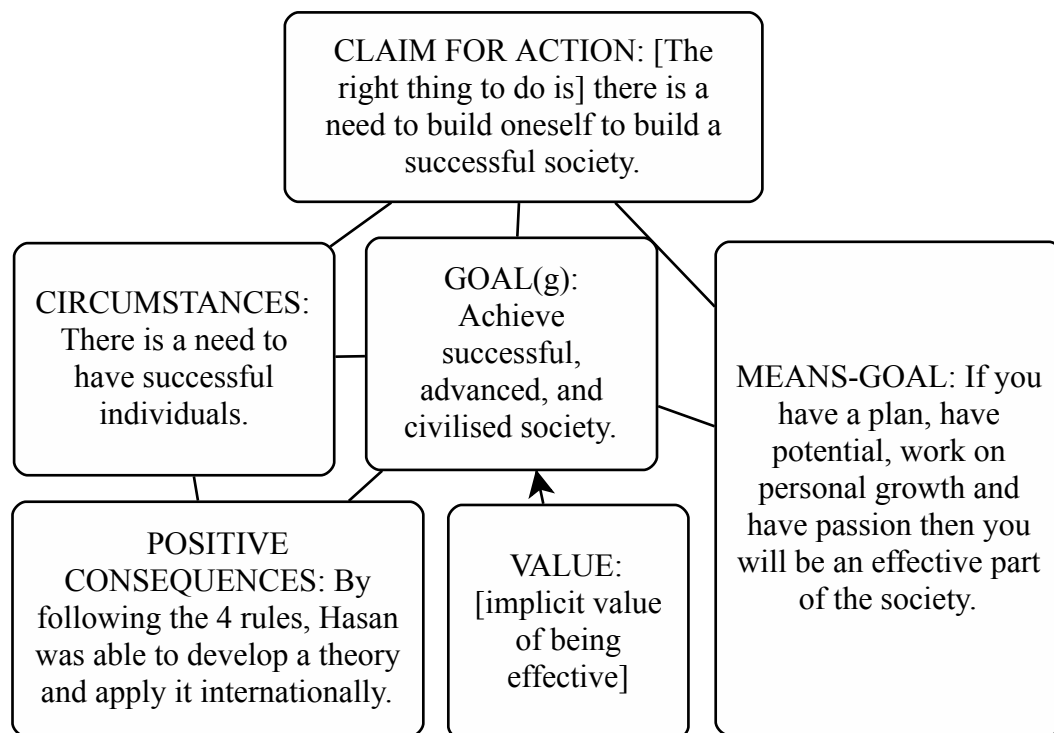 CLAIM FOR ACTION: [The
right thing to do is] there is a
need to build oneself to build a
successful society.
CIRCUMSTANCES:
There is a need to
have successful
individuals.
GOAL(g):
Achieve
successful,
advanced, and
civilised society.
MEANS-GOAL: If you
have a plan, have
potential, work on
personal growth and
have passion then you
will be an effective part
of the society.
POSITIVE
CONSEQUENCES: By
following the 4 rules, Hasan
was able to develop a theory
and apply it internationally.
VALUE:
[implicit value
of being
effective]